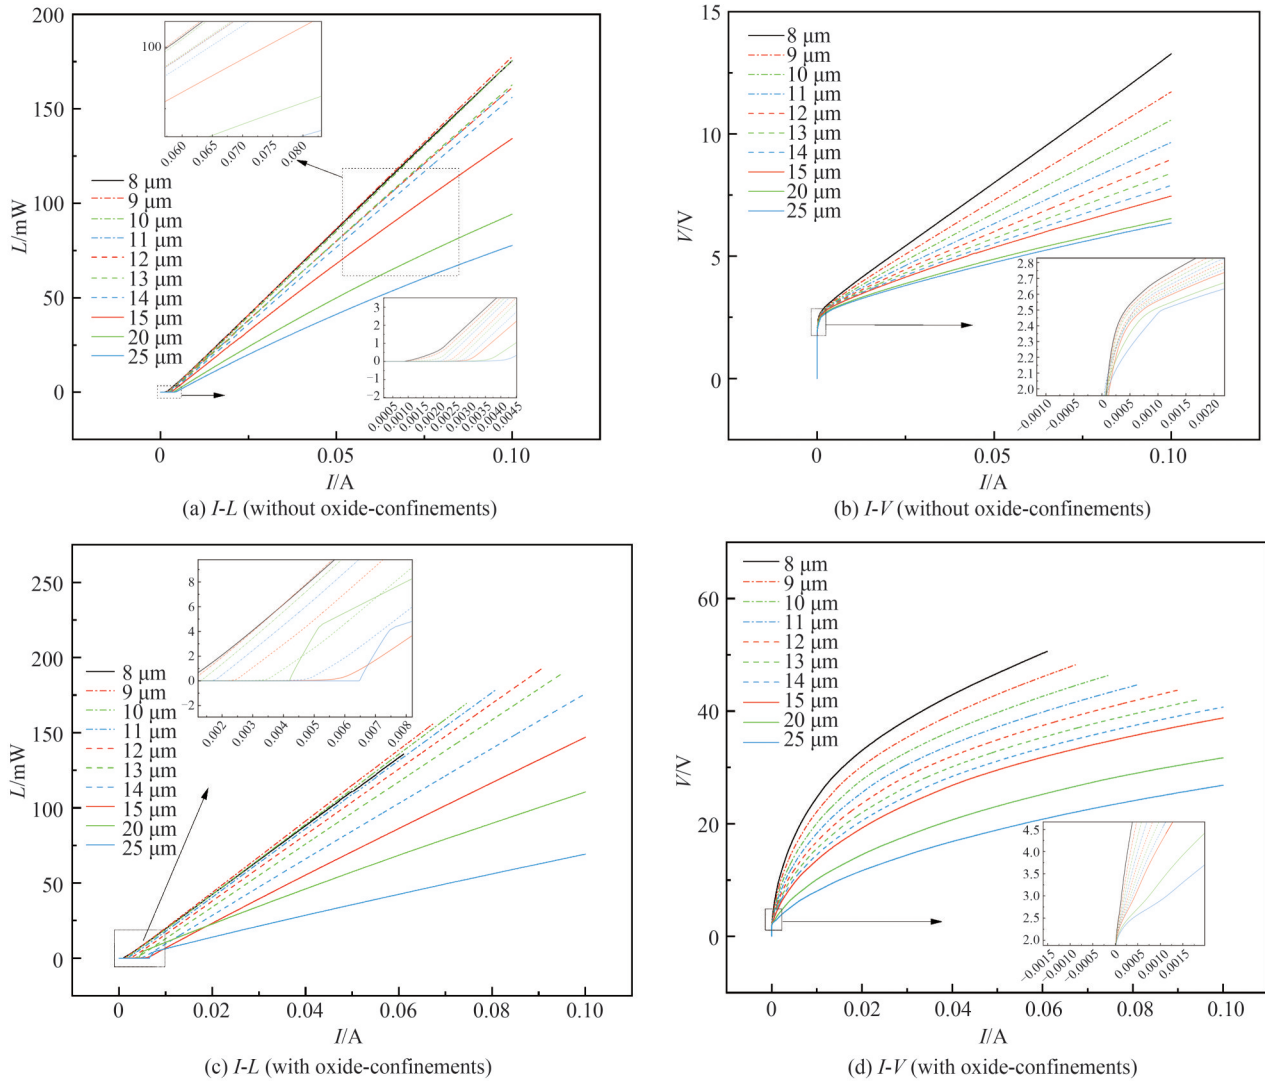 200
150
100
50
0
L/mW
0
0.05
0.10
I/A
100
0.060
0.065
0.070
0.075
0.080
8 μm
9 μm
10 μm
11 μm
12 μm
13 μm
14 μm
15 μm
20 μm
25 μm
3
2
1
0
−1
−2
0.0005
0.0010
0.0015
0.0020
0.0025
0.0030
0.0035
0.0040
0.0045
(a) I-L (without oxide-confinements)
15
10
5
0
V/V
0
0.05
0.10
I/A
8 μm
9 μm
10 μm
11 μm
12 μm
13 μm
14 μm
15 μm
20 μm
25 μm
2.8
2.7
2.6
2.5
2.4
2.3
2.2
2.1
2.0
−0.0010
−0.0005
0
0.0005
0.0010
0.0015
0.0020
(b) I-V (without oxide-confinements)
250
200
150
100
50
0
L/mW
0
0.02
0.04
0.06
0.08
0.10
I/A
8
6
4
2
0
−2
0.002
0.003
0.004
0.005
0.006
0.007
0.008
8 μm
9 μm
10 μm
11 μm
12 μm
13 μm
14 μm
15 μm
20 μm
25 μm
(c) I-L (with oxide-confinements)
60
40
20
0
V/V
0
0.02
0.04
0.06
0.08
0.10
I/A
8 μm
9 μm
10 μm
11 μm
12 μm
13 μm
14 μm
15 μm
20 μm
25 μm
4.5
4.0
3.5
3.0
2.5
2.0
−0.0015
−0.0010
−0.0005
0
0.0005
0.0010
0.0015
(d) I-V (with oxide-confinements)